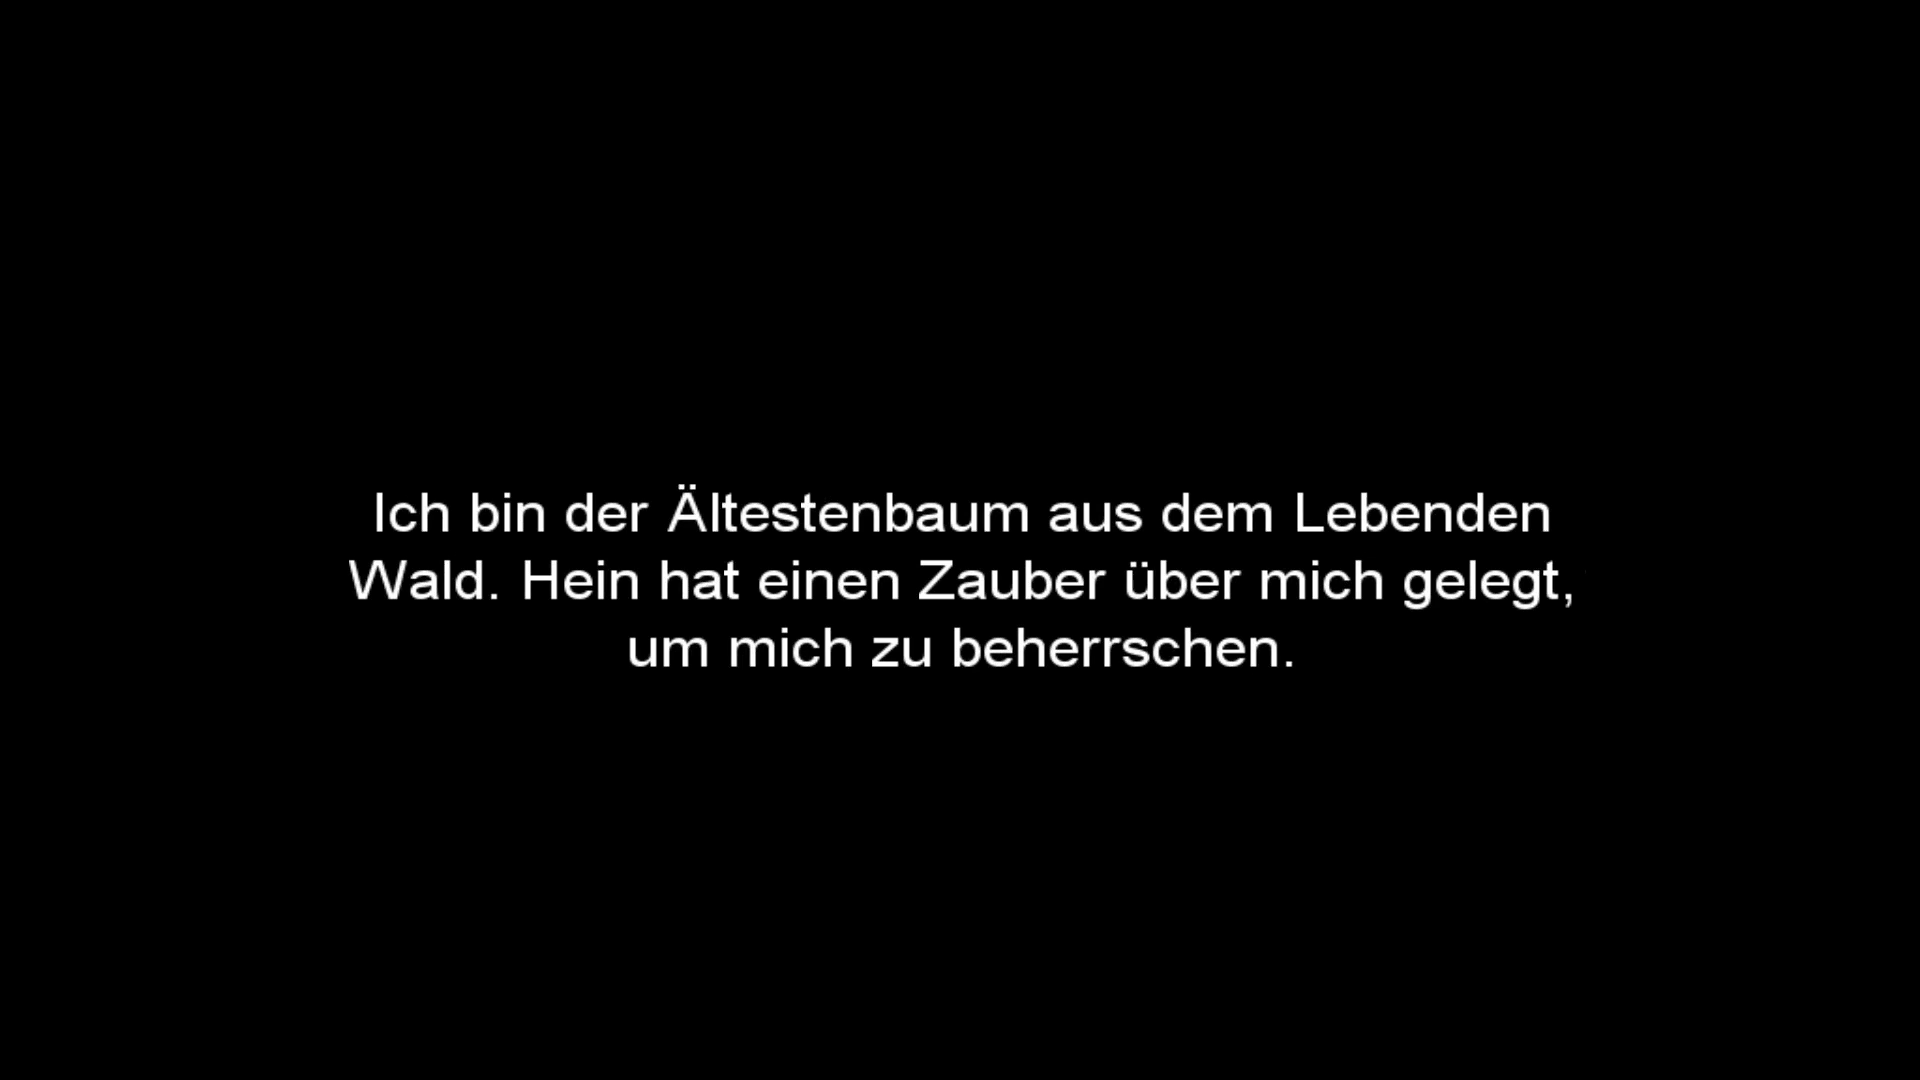 Ich bin der Ältestenbaum aus dem Lebenden
Wald. Hein hat einen Zauber über mich gelegt,
um mich zu beherrschen.